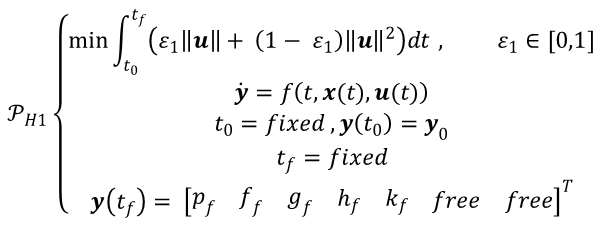 min ∫_{t_0}^{t_f} (ε_1‖𝒖‖ + (1 − ε_1)‖𝒖‖^2)dt , ε_1 ∈ [0,1]
𝒚̇ = f(t, 𝒙(t), 𝒖(t))
𝒫_{H1} { t_0 = fixed , 𝒚(t_0) = 𝒚_0
t_f = fixed
𝒚(t_f) = [p_f f_f g_f h_f k_f free free]^T